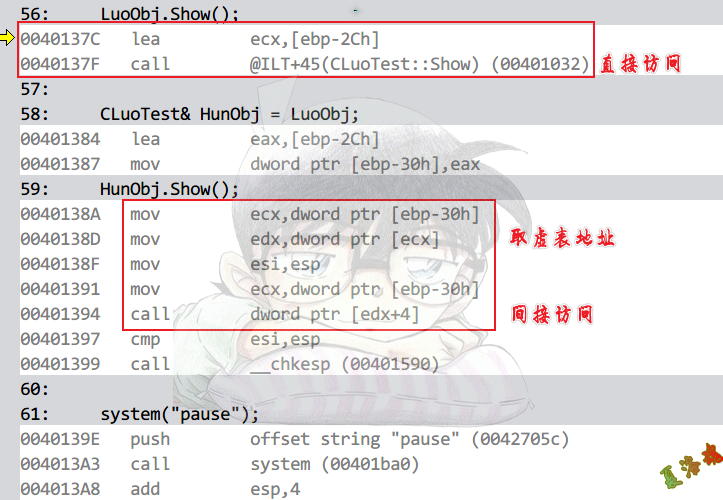 56: LuoObj.Show();
0040137C lea ecx,[ebp-2Ch]
0040137F call @ILT+45(CLuoTest::Show) (00401032) 直接访问
57:
58: CLuoTest& HunObj = LuoObj;
00401384 lea eax,[ebp-2Ch]
00401387 mov dword ptr [ebp-30h],eax
59: HunObj.Show();
0040138A mov ecx,dword ptr [ebp-30h]
0040138D mov edx,dword ptr [ecx] 取虚表地址
0040138F mov esi,esp
00401391 mov ecx,dword ptr [ebp-30h]
00401394 call dword ptr [edx+4] 间接访问
00401397 cmp esi,esp
00401399 call __chkesp (00401590)
60:
61: system("pause");
0040139E push offset string "pause" (0042705c)
004013A3 call system (00401ba0)
004013A8 add esp,4